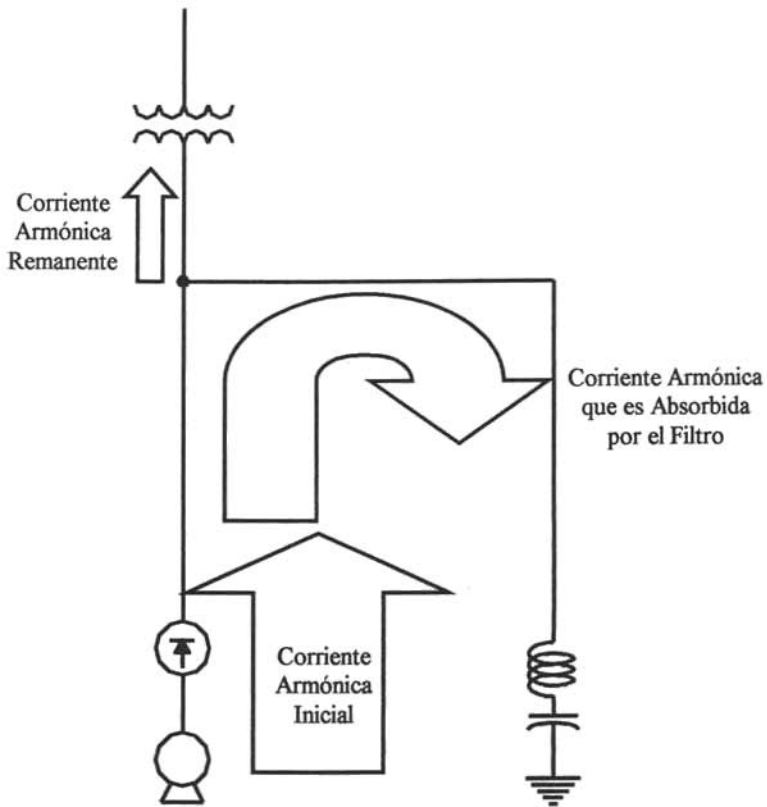 Corriente
Armónica
Remanente
Corriente Armónica
que es Absorbida
por el Filtro
Corriente
Armónica
Inicial